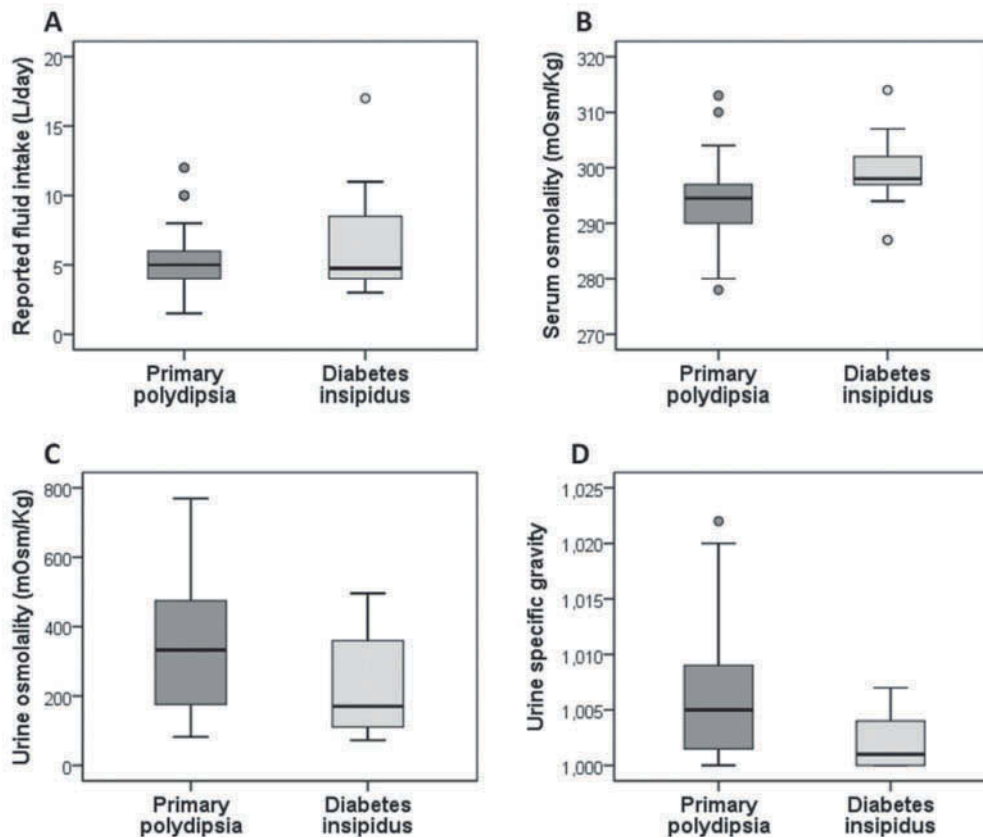 A
Reported fluid intake (L/day)
20
15
10
5
0
Primary
polydipsia
Diabetes
insipidus
B
Serum osmolality (mOsm/Kg)
320
310
300
290
280
270
Primary
polydipsia
Diabetes
insipidus
C
Urine osmolality (mOsm/Kg)
800
600
400
200
0
Primary
polydipsia
Diabetes
insipidus
D
Urine specific gravity
1,025
1,020
1,015
1,010
1,005
1,000
Primary
polydipsia
Diabetes
insipidus